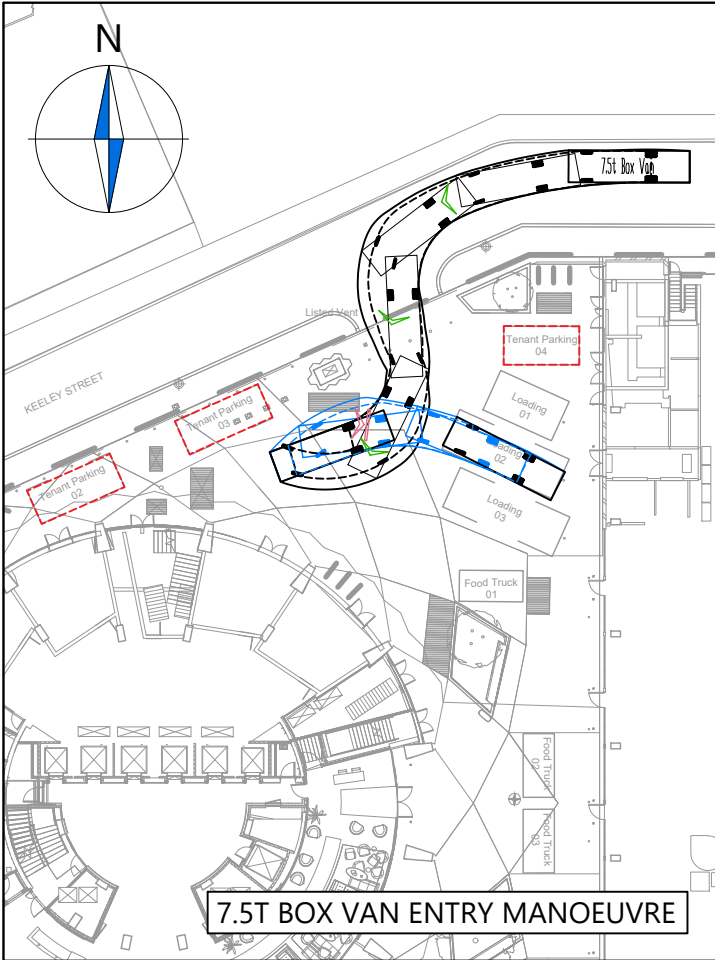 N
7.5t Box Van
Listed Vent
Tenant Parking
04
KEELEY STREET
Tenant Parking
03
Loading
01
Loading
02
Tenant Parking
02
Loading
03
Food Truck
01
Food Truck
02
Food Truck
03
7.5T BOX VAN ENTRY MANOEUVRE